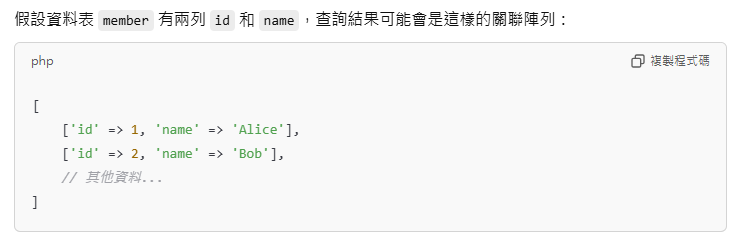 假設資料表 member 有兩列 id 和 name，查詢結果可能會是這樣的關聯陣列：
php
複製程式碼
[
    ['id' => 1, 'name' => 'Alice'],
    ['id' => 2, 'name' => 'Bob'],
    // 其他資料...
]